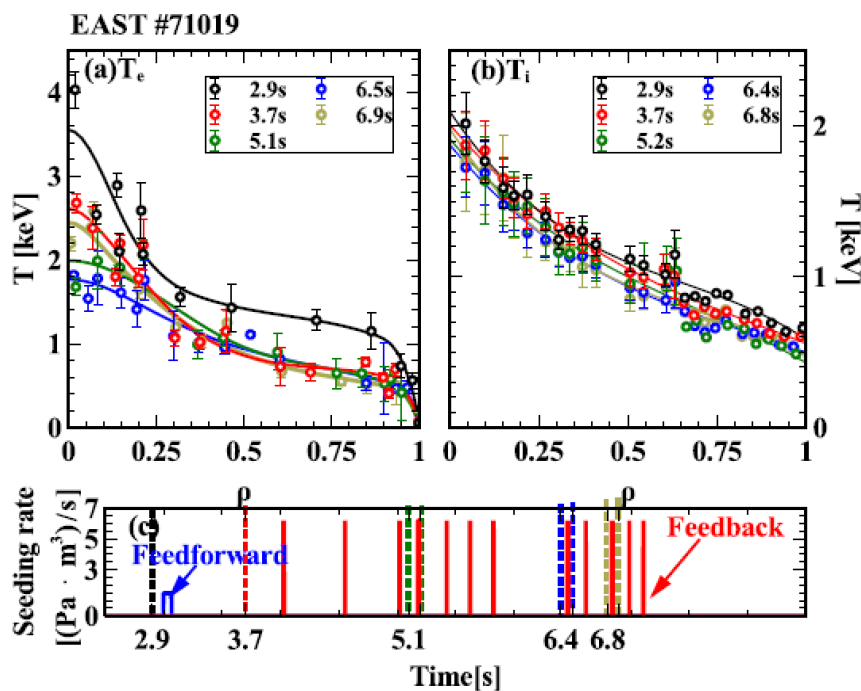 EAST #71019
(a)Te
2.9s 6.5s
3.7s 6.9s
5.1s
(b)Ti
2.9s 6.4s
3.7s 6.8s
5.2s
T [keV]
4
3
2
1
0
0 0.25 0.5 0.75 1
ρ
T [keV]
2
1
0
0 0.25 0.5 0.75 1
ρ
(c)
Seeding rate
[(Pa · m³)/s]
7
5
3
0
Feedforward
Feedback
2.9 3.7 5.1 6.4 6.8
Time[s]